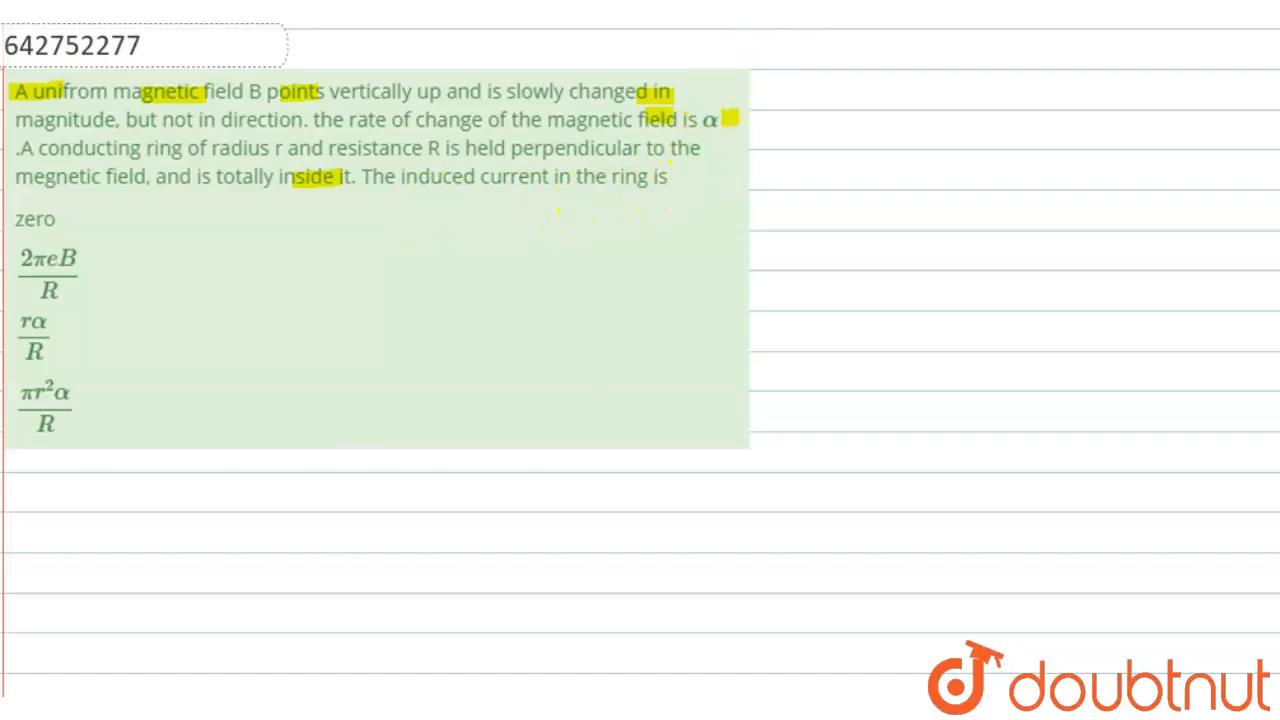 642752277
A unifrom magnetic field B points vertically up and is slowly changed in
magnitude, but not in direction. the rate of change of the magnetic field is α
.A conducting ring of radius r and resistance R is held perpendicular to the
megnetic field, and is totally inside it. The induced current in the ring is
zero
2πeB
R
rα
R
πr²α
R
doubtnut